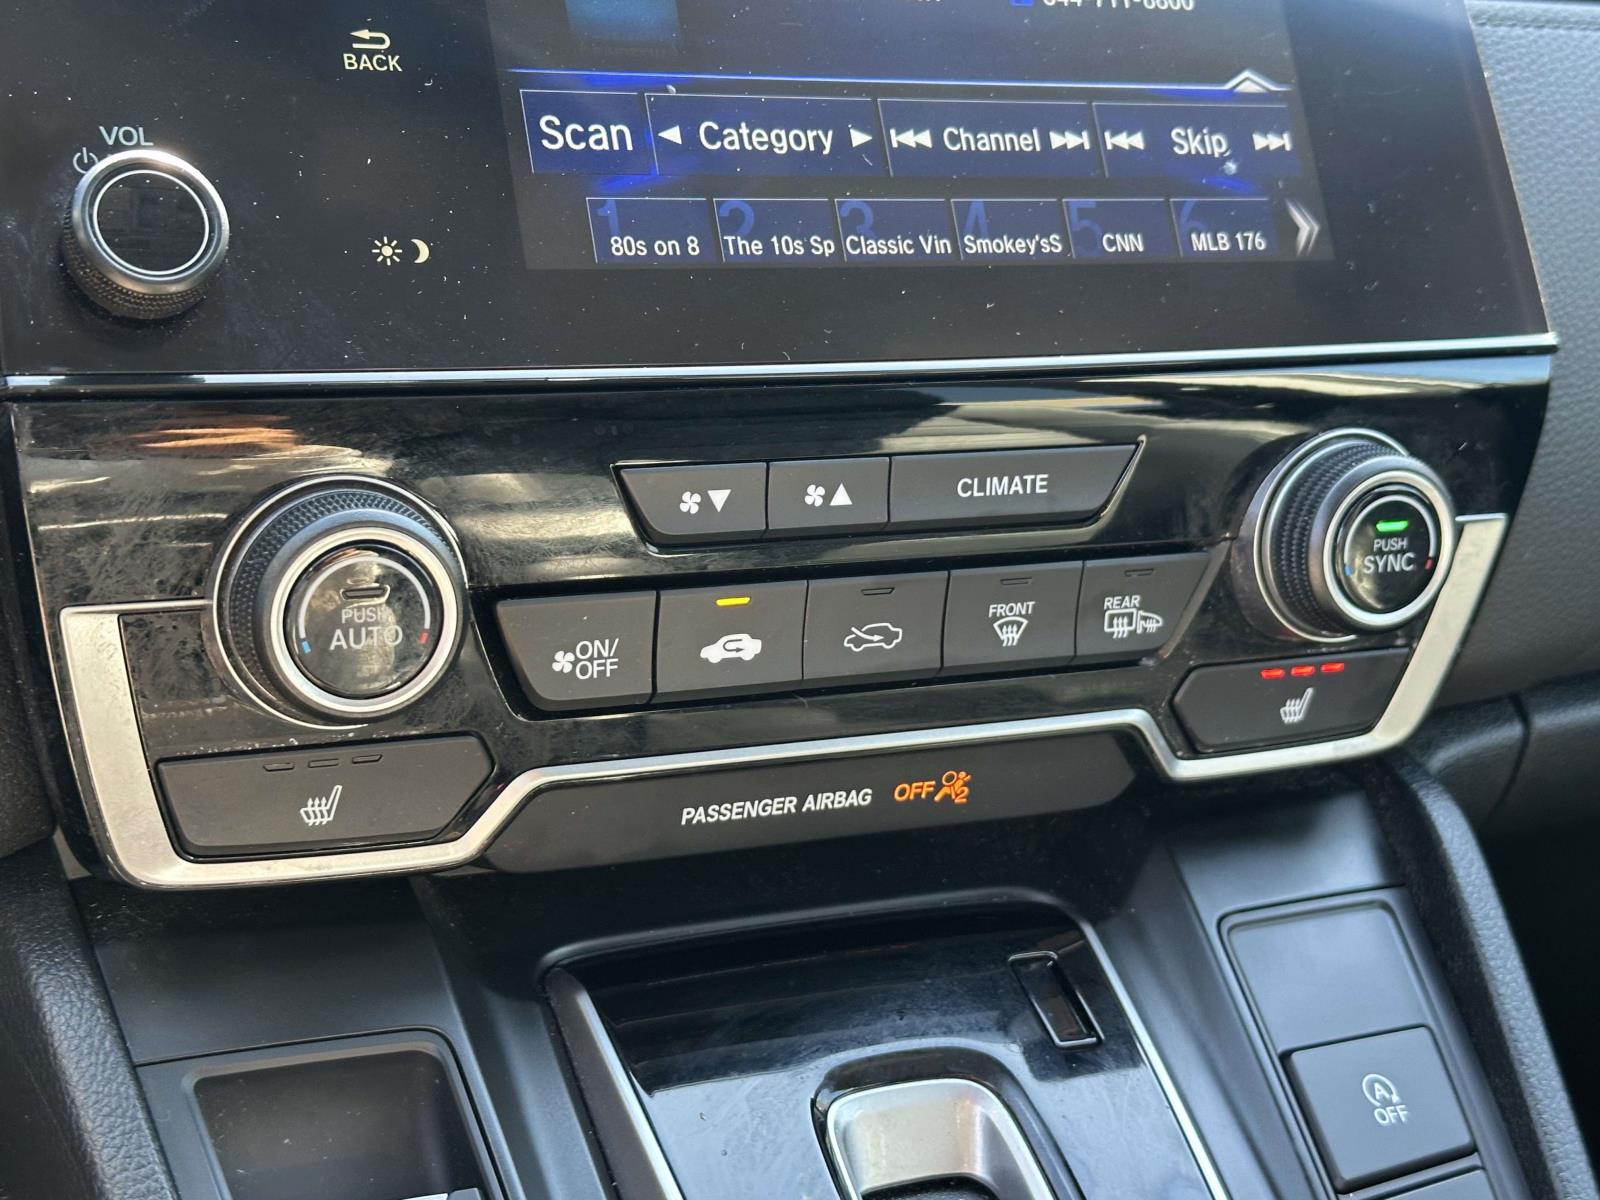 BACK
VOL
Scan
Category
Channel
Skip
1 80s on 8
2 The 10s Sp
3 Classic Vin
4 Smokey'sS
5 CNN
6 MLB 176
CLIMATE
PUSH
AUTO
ON/
OFF
FRONT
REAR
PUSH
SYNC
PASSENGER AIRBAG OFF 2
A
OFF